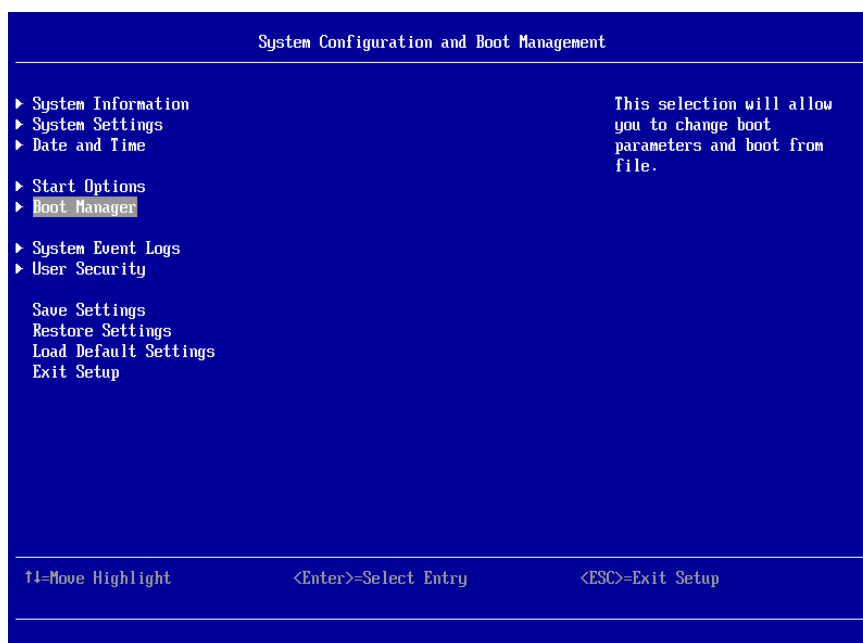 System Configuration and Boot Management
▶ System Information
▶ System Settings
▶ Date and Time
▶ Start Options
▶ Boot Manager
▶ System Event Logs
▶ User Security
Save Settings
Restore Settings
Load Default Settings
Exit Setup
This selection will allow
you to change boot
parameters and boot from
file.
↑↓=Move Highlight <Enter>=Select Entry <ESC>=Exit Setup